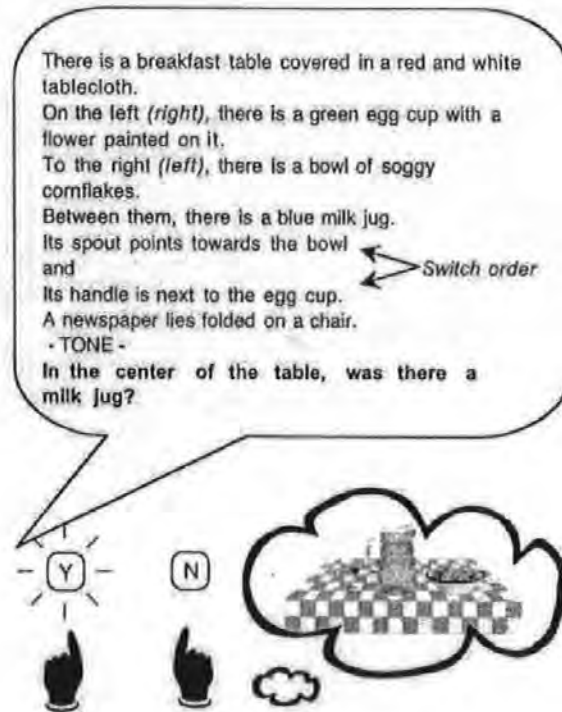 There is a breakfast table covered in a red and white
tablecloth.
On the left (right), there is a green egg cup with a
flower painted on it.
To the right (left), there is a bowl of soggy
cornflakes.
Between them, there is a blue milk jug.
Its spout points towards the bowl
and
Switch order
Its handle is next to the egg cup.
A newspaper lies folded on a chair.
- TONE -
In the center of the table, was there a
milk jug?
Y N